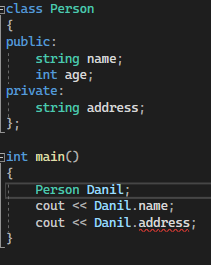 class Person
{
public:
    string name;
    int age;
private:
    string address;
};
int main()
{
    Person Danil;
    cout << Danil.name;
    cout << Danil.address;
}